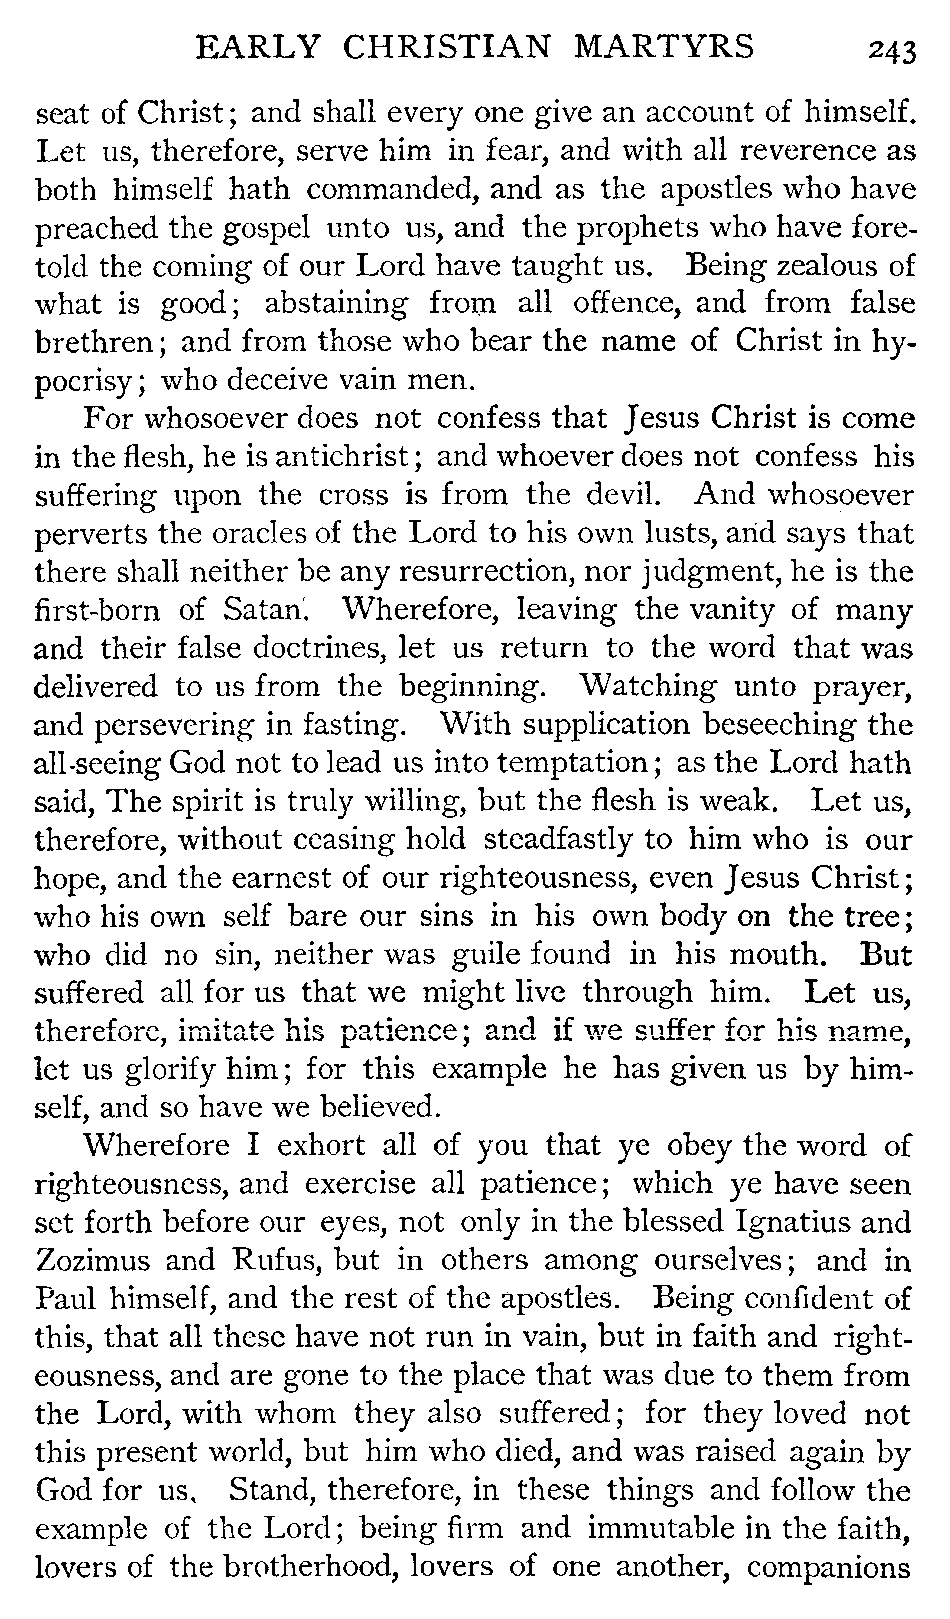 EARLY CHRISTIAN MARTYRS 243
seat of Christ; and shall every one give an account of himself.
Let us, therefore, serve him in fear, and with all reverence as
both himself hath commanded, and as the apostles who have
preached the gospel unto us, and the prophets who have fore-
told the coming of our Lord have taught us. Being zealous of
what is good; abstaining from all offence, and from false
brethren; and from those who bear the name of Christ in hy-
pocrisy; who deceive vain men.
For whosoever does not confess that Jesus Christ is come
in the flesh, he is antichrist; and whoever does not confess his
suffering upon the cross is from the devil. And whosoever
perverts the oracles of the Lord to his own lusts, and says that
there shall neither be any resurrection, nor judgment, he is the
first-born of Satan. Wherefore, leaving the vanity of many
and their false doctrines, let us return to the word that was
delivered to us from the beginning. Watching unto prayer,
and persevering in fasting. With supplication beseeching the
all-seeing God not to lead us into temptation; as the Lord hath
said, The spirit is truly willing, but the flesh is weak. Let us,
therefore, without ceasing hold steadfastly to him who is our
hope, and the earnest of our righteousness, even Jesus Christ;
who his own self bare our sins in his own body on the tree;
who did no sin, neither was guile found in his mouth. But
suffered all for us that we might live through him. Let us,
therefore, imitate his patience; and if we suffer for his name,
let us glorify him; for this example he has given us by him-
self, and so have we believed.
Wherefore I exhort all of you that ye obey the word of
righteousness, and exercise all patience; which ye have seen
set forth before our eyes, not only in the blessed Ignatius and
Zozimus and Rufus, but in others among ourselves; and in
Paul himself, and the rest of the apostles. Being confident of
this, that all these have not run in vain, but in faith and right-
eousness, and are gone to the place that was due to them from
the Lord, with whom they also suffered; for they loved not
this present world, but him who died, and was raised again by
God for us. Stand, therefore, in these things and follow the
example of the Lord; being firm and immutable in the faith,
lovers of the brotherhood, lovers of one another, companions